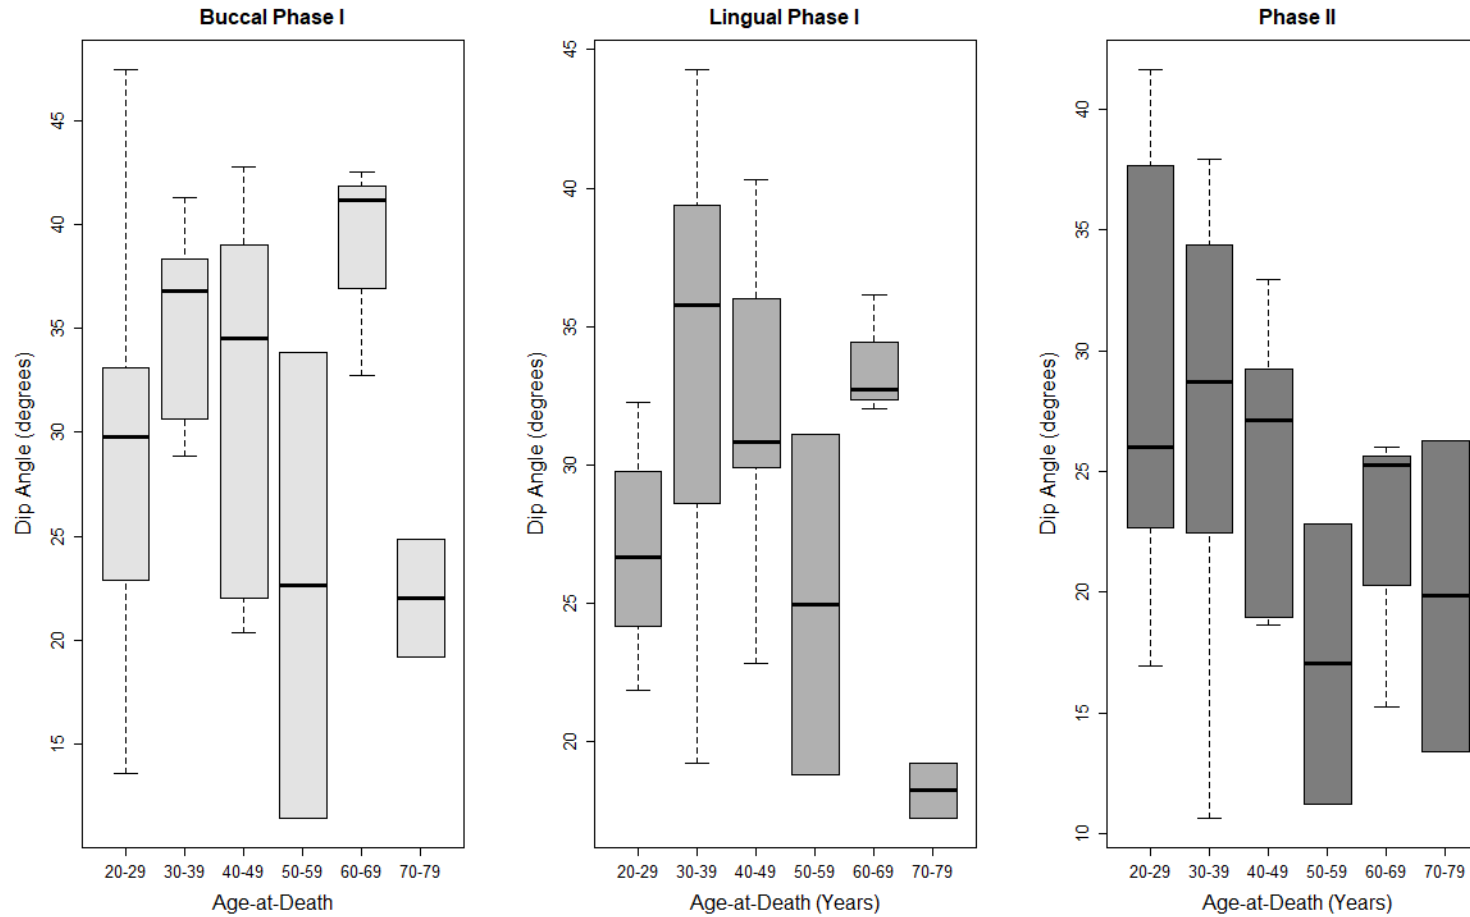 Buccal Phase I
Dip Angle (degrees)
45
40
35
30
25
20
15
20-29 30-39 40-49 50-59 60-69 70-79
Age-at-Death
Lingual Phase I
Dip Angle (degrees)
45
40
35
30
25
20
20-29 30-39 40-49 50-59 60-69 70-79
Age-at-Death (Years)
Phase II
Dip Angle (degrees)
40
35
30
25
20
15
10
20-29 30-39 40-49 50-59 60-69 70-79
Age-at-Death (Years)